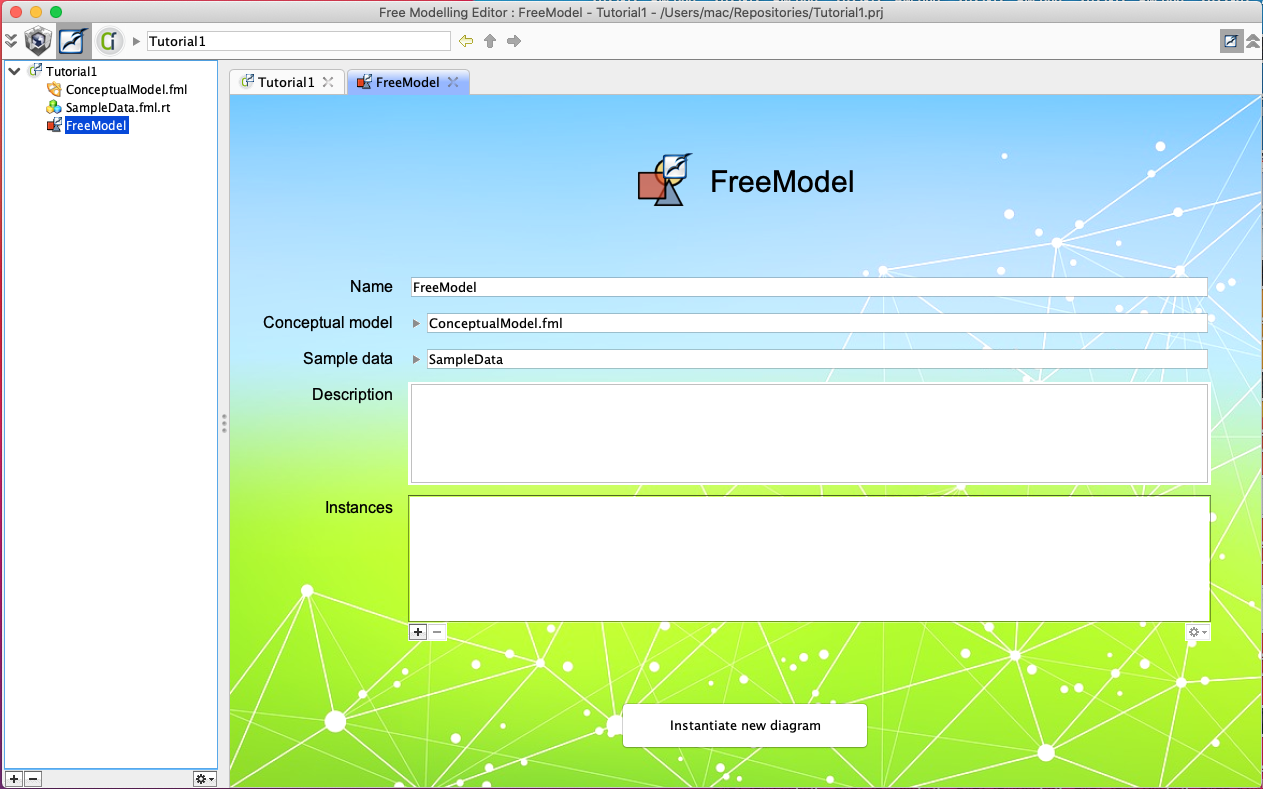 Free Modelling Editor : FreeModel - Tutorial1 - /Users/mac/Repositories/Tutorial1.prj
Tutorial1
Tutorial1
ConceptualModel.fml
SampleData.fml.rt
FreeModel
Tutorial1
FreeModel
FreeModel
Name
FreeModel
Conceptual model
ConceptualModel.fml
Sample data
SampleData
Description
Instances
Instantiate new diagram